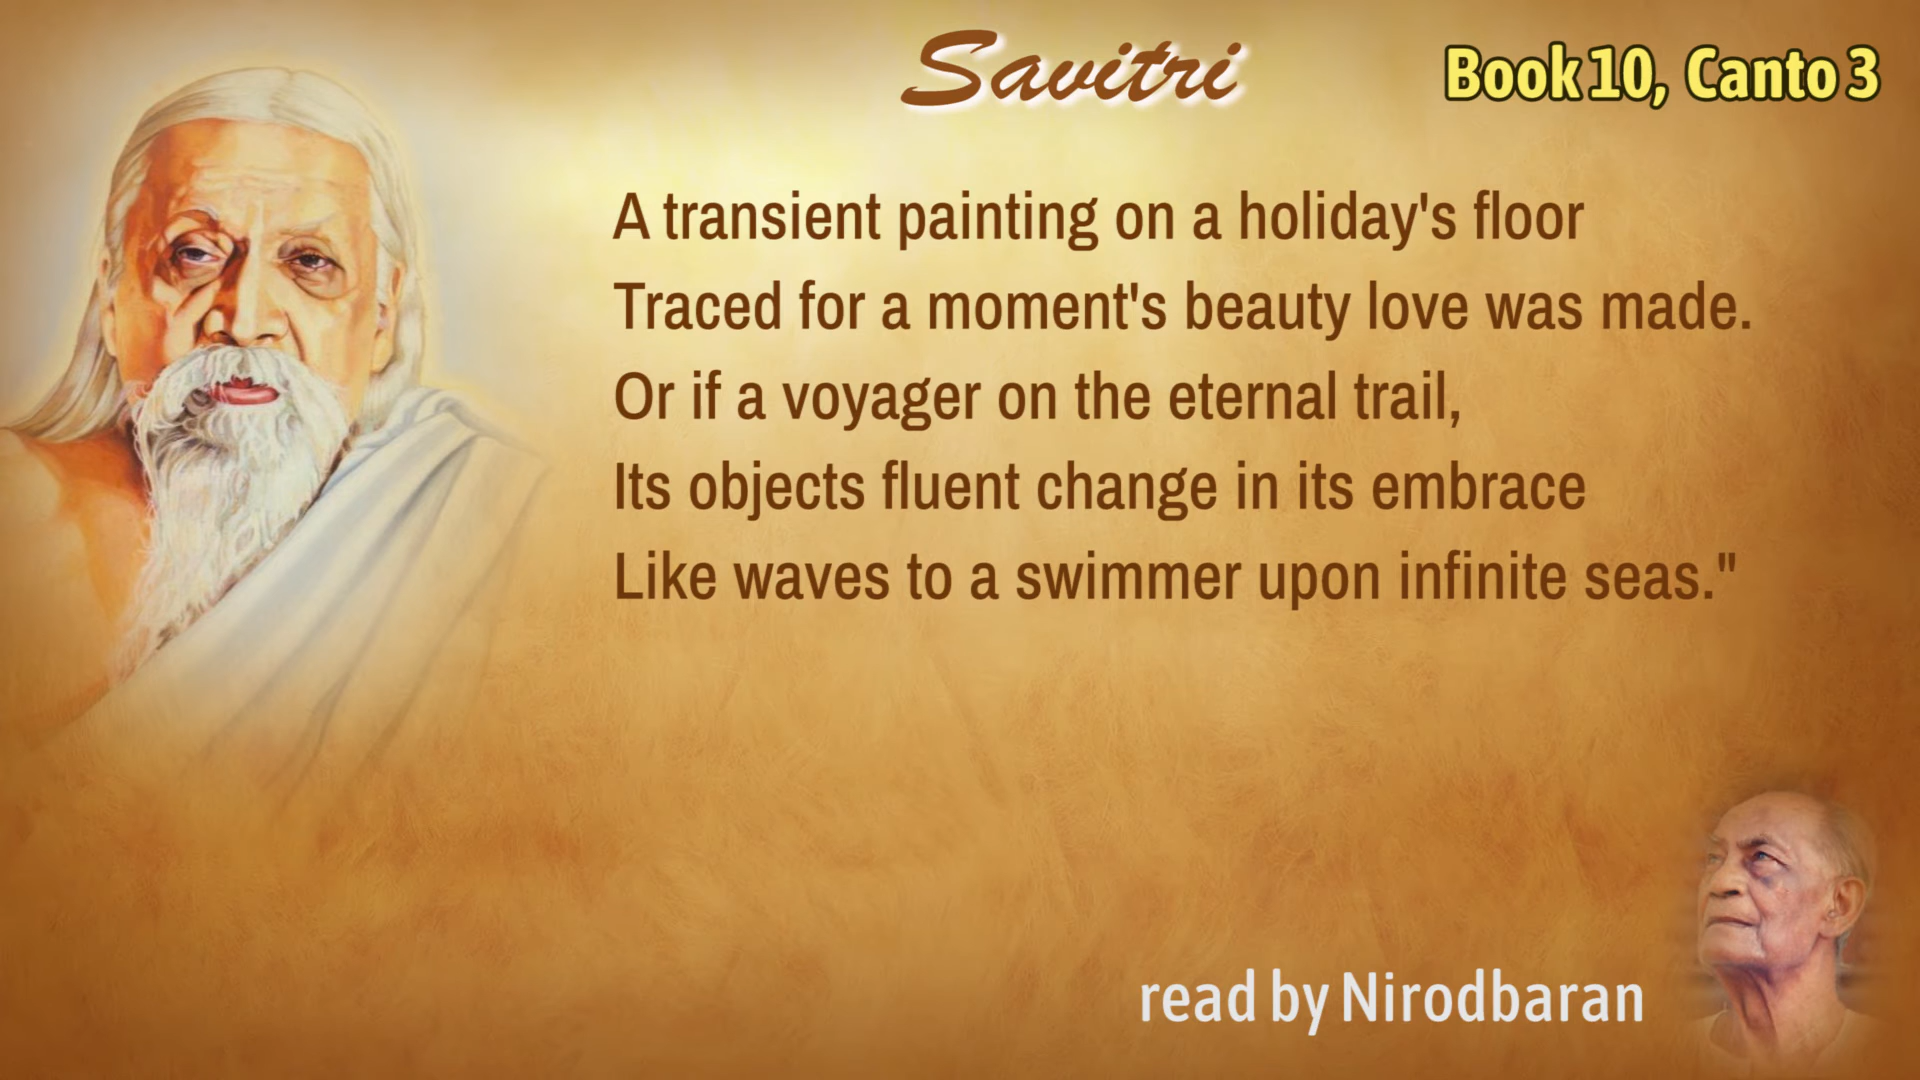 Savitri
Book 10, Canto 3
A transient painting on a holiday's floor
Traced for a moment's beauty love was made.
Or if a voyager on the eternal trail,
Its objects fluent change in its embrace
Like waves to a swimmer upon infinite seas."
read by Nirodbaran